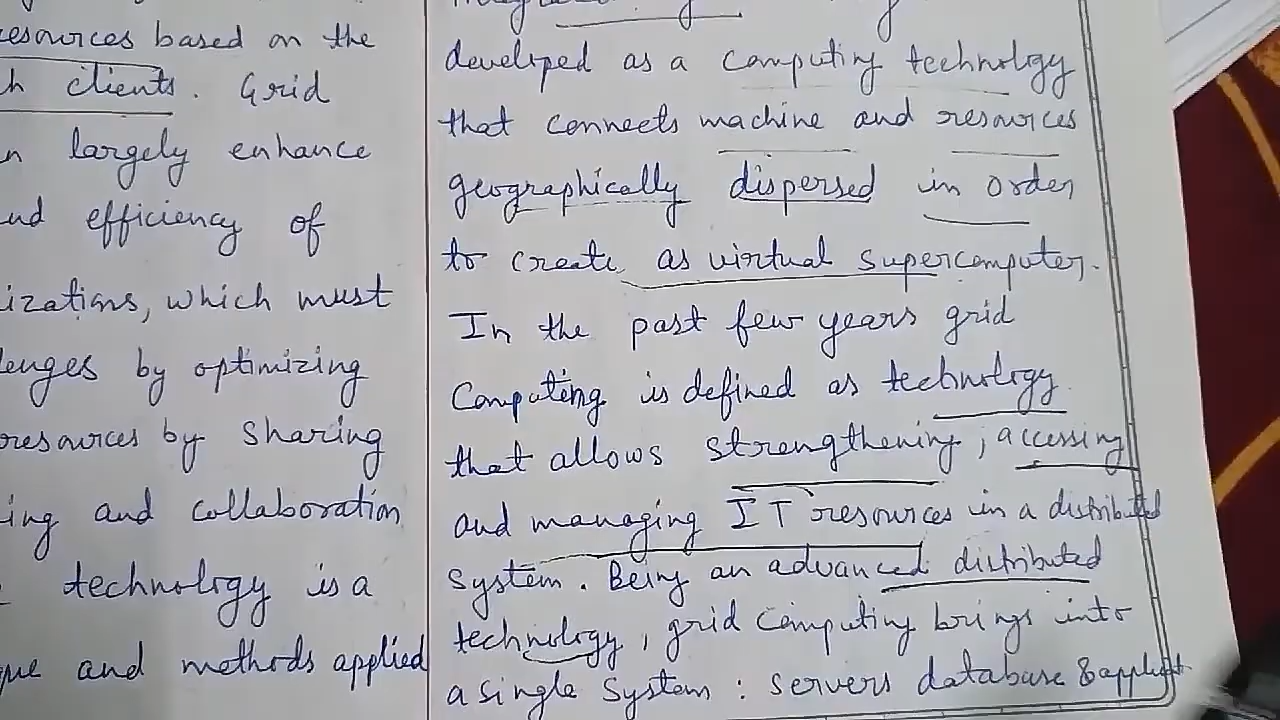 resources based on the
h clients. Grid
n largely enhance
and efficiency of
izations, which must
lenges by optimizing
resources by sharing
ing and collaboration
technology is a
que and methods applied
developed as a computing technology
that connects machine and resources
geographically dispersed in order
to create as virtual supercomputer.
In the past few years grid
Computing is defined as technology
that allows strengthening, accessing
and managing IT resources in a distributed
system. Being an advanced distributed
technology, grid computing brings into
a single system: servers database &